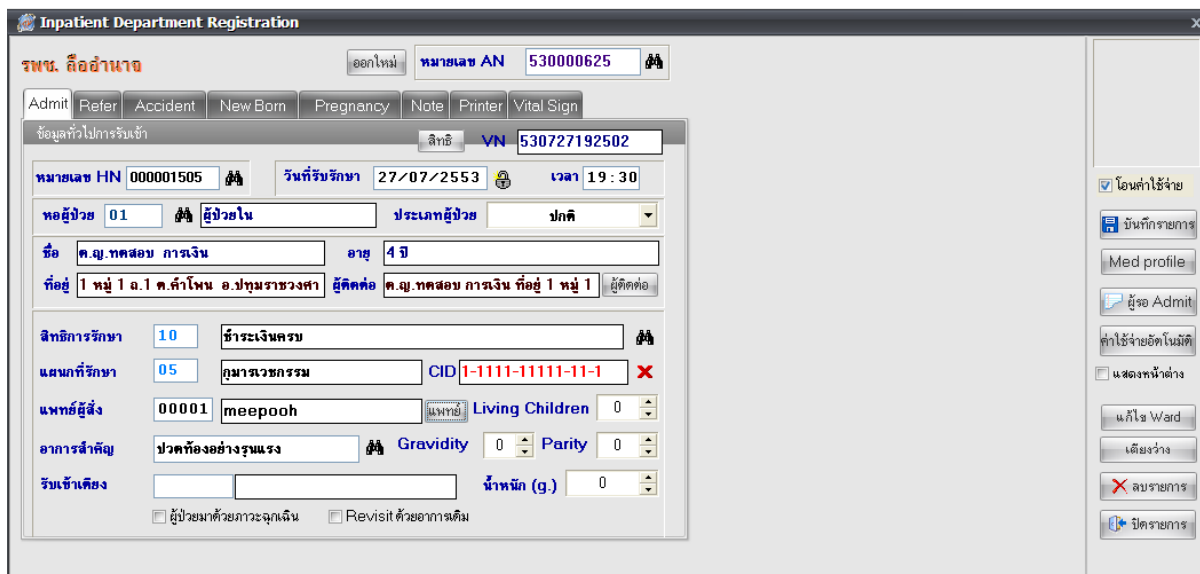 Inpatient Department Registration
รพช. ลืออำนาจ
ออกใหม่ หมายเลข AN 530000625
Admit Refer Accident New Born Pregnancy Note Printer Vital Sign
ข้อมูลทั่วไปการรับเข้า
สิทธิ VN 530727192502
หมายเลข HN 000001505 วันที่รับรักษา 27/07/2553 เวลา 19:30
หอผู้ป่วย 01 ผู้ป่วยใน ประเภทผู้ป่วย ปกติ
ชื่อ ด.ญ.ทดสอบ การเงิน อายุ 4 ปี
ที่อยู่ 1 หมู่ 1 ถ.1 ต.คำโพน อ.ปทุมราชวงศา ผู้ติดต่อ ด.ญ.ทดสอบ การเงิน ที่อยู่ 1 หมู่ 1 ผู้ติดต่อ
สิทธิการรักษา 10 ชำระเงินครบ
แผนกที่รักษา 05 กุมารเวชกรรม CID 1-1111-11111-11-1
แพทย์ผู้สั่ง 00001 meepooh แพทย์ Living Children 0
อาการสำคัญ ปวดท้องอย่างรุนแรง Gravidity 0 Parity 0
รับเข้าเตียง น้ำหนัก (g.) 0
ผู้ป่วยมาด้วยภาวะฉุกเฉิน Revisit ด้วยอาการเดิม
โอนค่าใช้จ่าย
บันทึกรายการ
Med profile
ผู้รอ Admit
ค่าใช้จ่ายอัตโนมัติ
แสดงหน้าต่าง
แก้ไข Ward
เตียงว่าง
ลบรายการ
ปิดรายการ